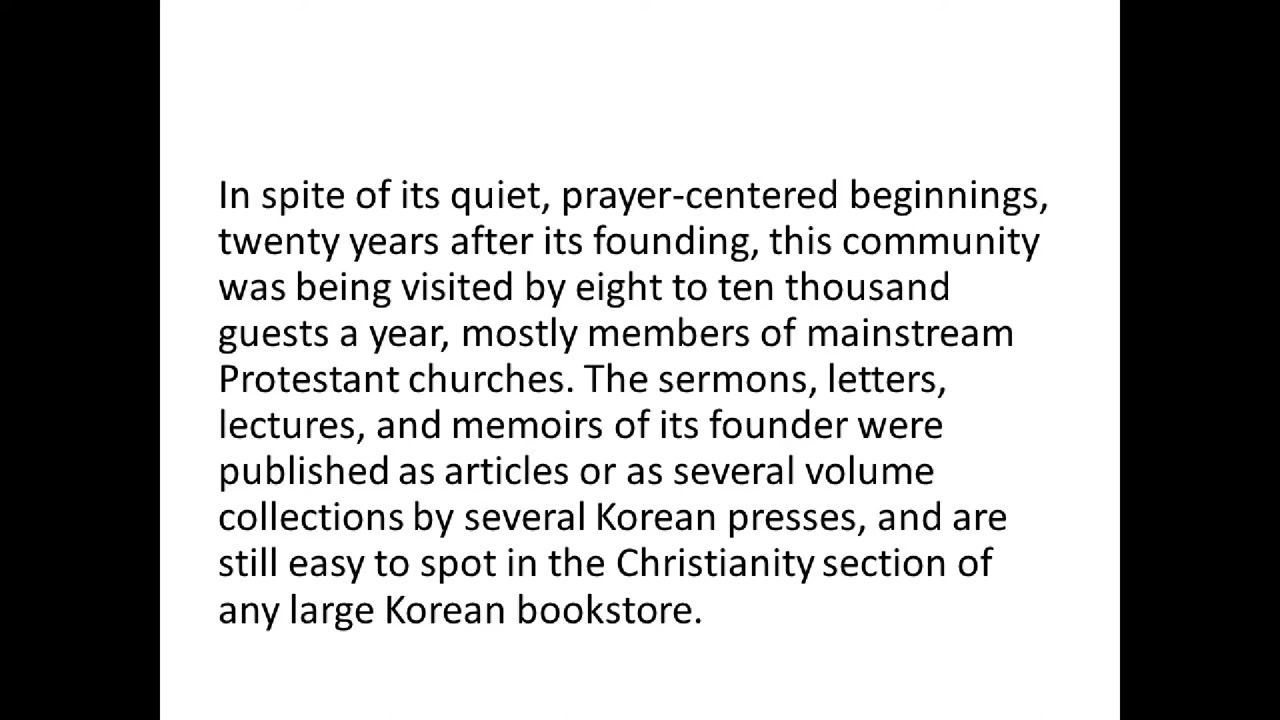 In spite of its quiet, prayer-centered beginnings,
twenty years after its founding, this community
was being visited by eight to ten thousand
guests a year, mostly members of mainstream
Protestant churches. The sermons, letters,
lectures, and memoirs of its founder were
published as articles or as several volume
collections by several Korean presses, and are
still easy to spot in the Christianity section of
any large Korean bookstore.